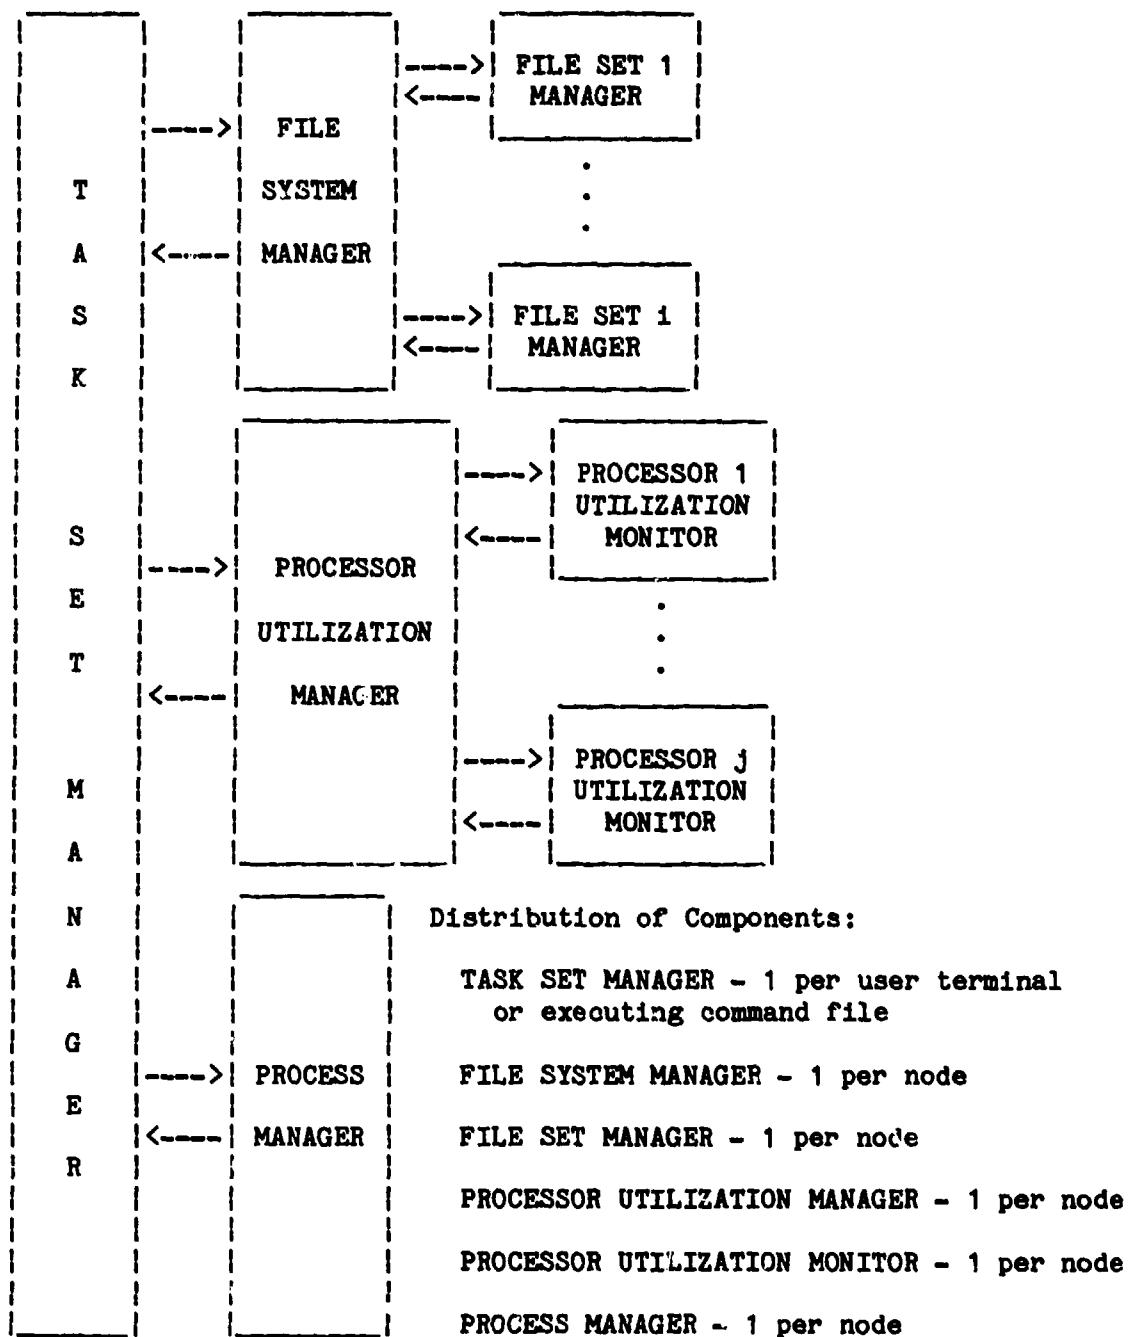 TASK SET MANAGER
FILE
SYSTEM
MANAGER
FILE SET 1
MANAGER
FILE SET i
MANAGER
PROCESSOR
UTILIZATION
MANAGER
PROCESSOR 1
UTILIZATION
MONITOR
PROCESSOR j
UTILIZATION
MONITOR
PROCESS
MANAGER
Distribution of Components:
TASK SET MANAGER - 1 per user terminal
or executing command file
FILE SYSTEM MANAGER - 1 per node
FILE SET MANAGER - 1 per node
PROCESSOR UTILIZATION MANAGER - 1 per node
PROCESSOR UTILIZATION MONITOR - 1 per node
PROCESS MANAGER - 1 per node